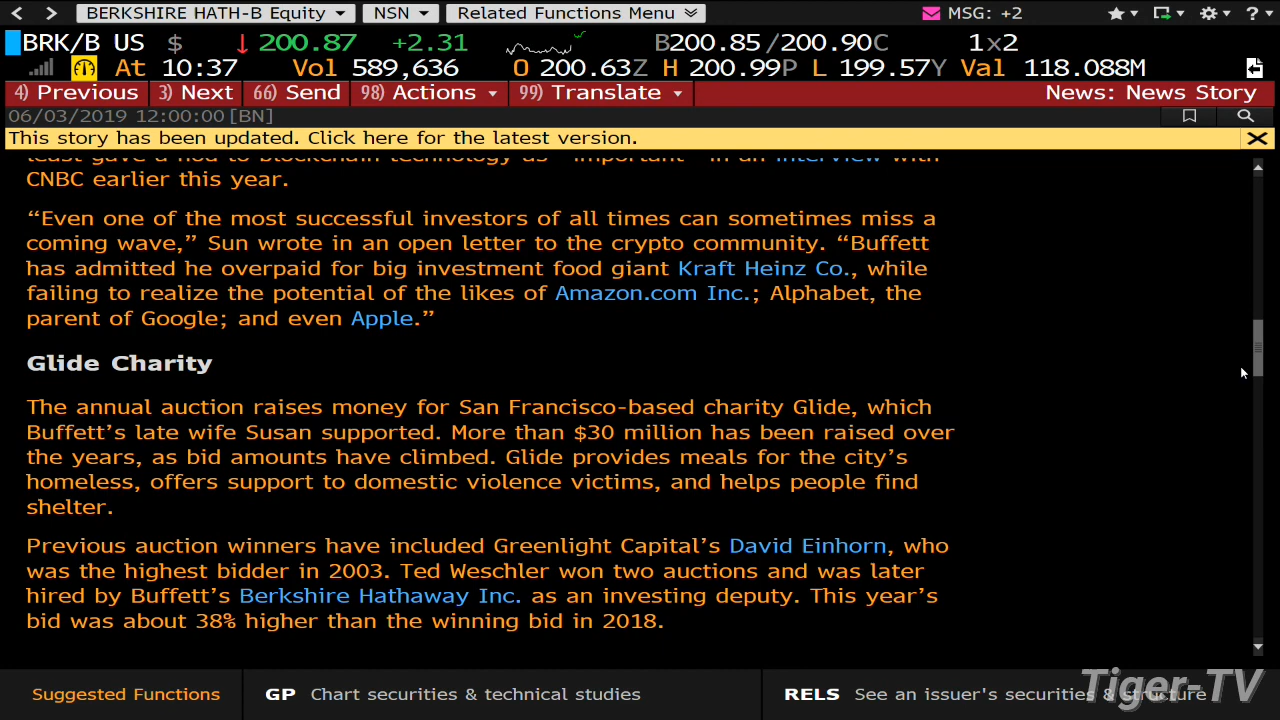 BERKSHIRE HATH-B Equity NSN Related Functions Menu MSG: +2 ?
BRK/B US $ ↓ 200.87 +2.31 B200.85/200.90C 1x2
At 10:37 Vol 589,636 O 200.63Z H 200.99P L 199.57Y Val 118.088M
4) Previous 3) Next 66) Send 98) Actions 99) Translate News: News Story
06/03/2019 12:00:00 [BN]
This story has been updated. Click here for the latest version. X
least gave a nod to blockchain technology as “important” in an interview with
CNBC earlier this year.
“Even one of the most successful investors of all times can sometimes miss a
coming wave,” Sun wrote in an open letter to the crypto community. “Buffett
has admitted he overpaid for big investment food giant Kraft Heinz Co., while
failing to realize the potential of the likes of Amazon.com Inc.; Alphabet, the
parent of Google; and even Apple.”
Glide Charity
The annual auction raises money for San Francisco-based charity Glide, which
Buffett’s late wife Susan supported. More than $30 million has been raised over
the years, as bid amounts have climbed. Glide provides meals for the city’s
homeless, offers support to domestic violence victims, and helps people find
shelter.
Previous auction winners have included Greenlight Capital’s David Einhorn, who
was the highest bidder in 2003. Ted Weschler won two auctions and was later
hired by Buffett’s Berkshire Hathaway Inc. as an investing deputy. This year’s
bid was about 38% higher than the winning bid in 2018.
Suggested Functions GP Chart securities & technical studies RELS See an issuer's securities & structure
Tiger-TV